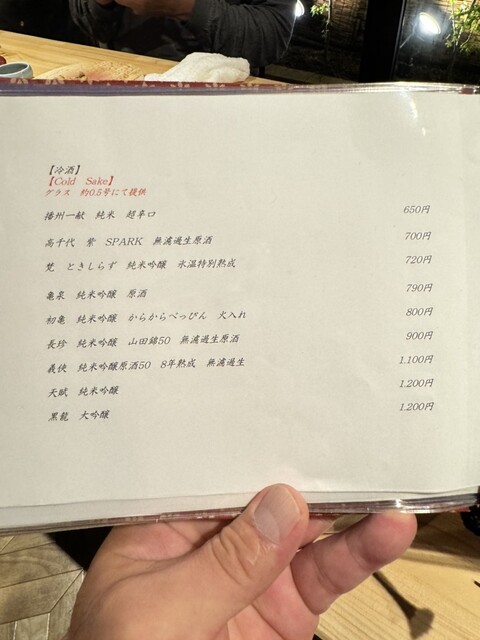 【冷酒】
【Cold Sake】
グラス 約0.5号にて提供
播州一献 純米 超辛口 650円
高千代 紫 SPARK 無濾過生原酒 700円
梵 ときしらず 純米吟醸 氷温特別熟成 720円
亀泉 純米吟醸 原酒 790円
初亀 純米吟醸 からからべっぴん 火入れ 800円
長珍 純米吟醸 山田錦50 無濾過生原酒 900円
義侠 純米吟醸原酒50 8年熟成 無濾過生 1,100円
天賦 純米吟醸 1,200円
黒龍 大吟醸 1,200円